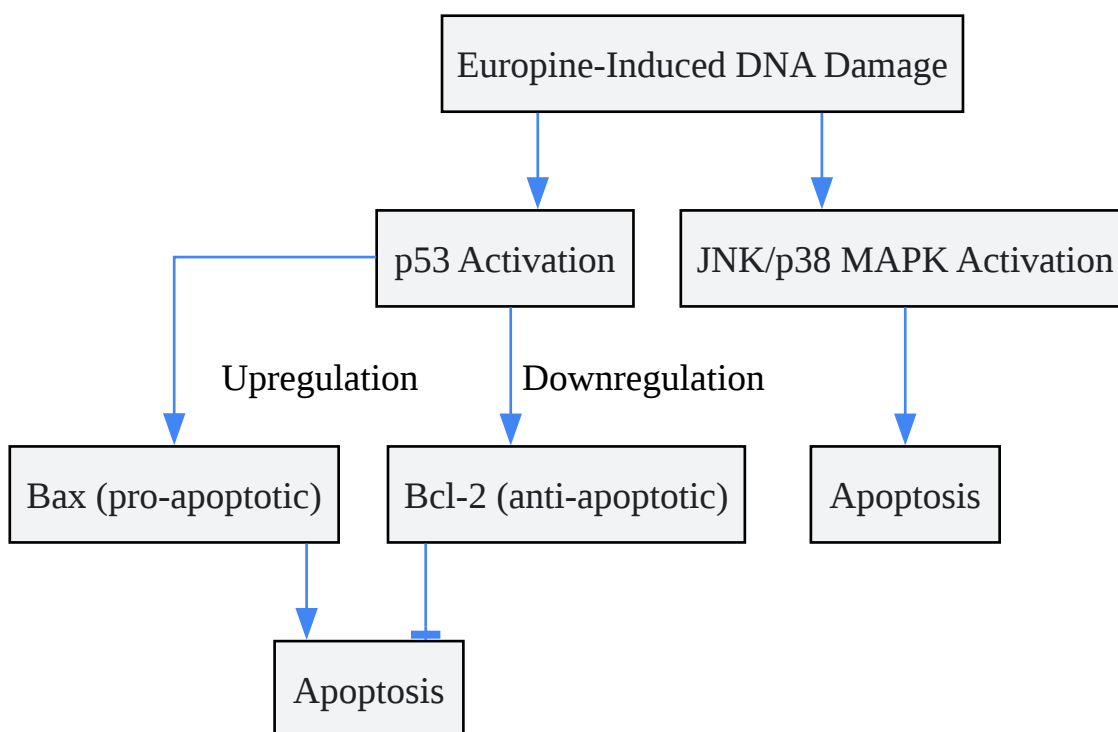 Europine-Induced DNA Damage
p53 Activation
JNK/p38 MAPK Activation
Upregulation
Downregulation
Bax (pro-apoptotic)
Bcl-2 (anti-apoptotic)
Apoptosis
Apoptosis